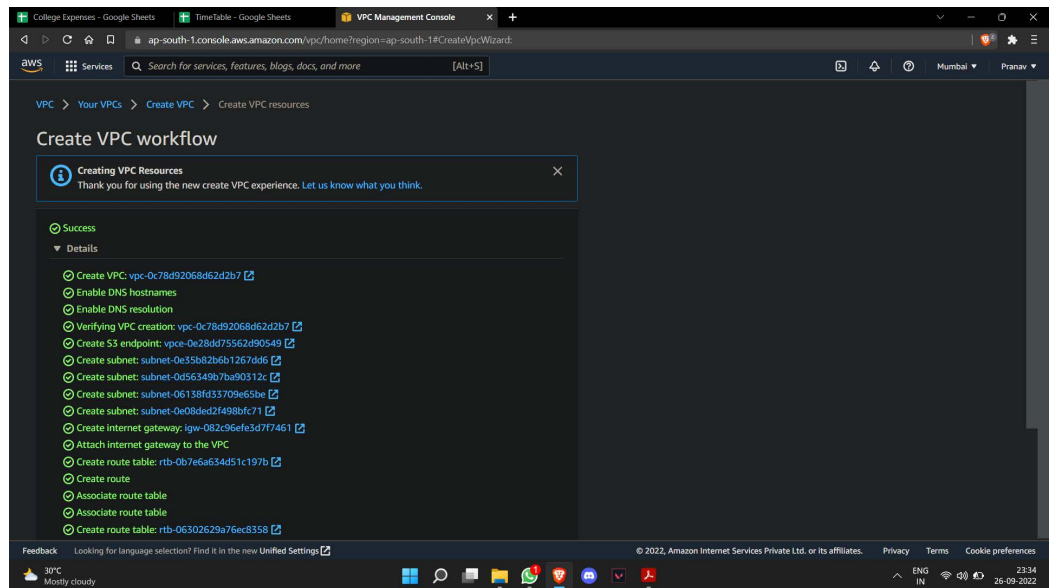 College Expenses - Google Sheets
TimeTable - Google Sheets
VPC Management Console
ap-south-1.console.aws.amazon.com/vpc/home?region=ap-south-1#CreateVpcWizard:
aws
Services
Search for services, features, blogs, docs, and more
[Alt+S]
Mumbai
Pranav
VPC > Your VPCs > Create VPC > Create VPC resources
Create VPC workflow
Creating VPC Resources
Thank you for using the new create VPC experience. Let us know what you think.
Success
Details
Create VPC: vpc-0c78d92068d62d2b7
Enable DNS hostnames
Enable DNS resolution
Verifying VPC creation: vpc-0c78d92068d62d2b7
Create S3 endpoint: vpce-0e28dd75562d90549
Create subnet: subnet-0e35b82b6b1267dd6
Create subnet: subnet-0d56349b7ba90312c
Create subnet: subnet-06138fd33709e65be
Create subnet: subnet-0e08ded2f498bfc71
Create internet gateway: igw-082c96efe3d7f7461
Attach internet gateway to the VPC
Create route table: rtb-0b7e6a634d51c197b
Create route
Associate route table
Associate route table
Create route table: rtb-06302629a76ec8358
Feedback
Looking for language selection? Find it in the new Unified Settings
© 2022, Amazon Internet Services Private Ltd. or its affiliates.
Privacy
Terms
Cookie preferences
30°C
Mostly cloudy
ENG
IN
23:34
26-09-2022